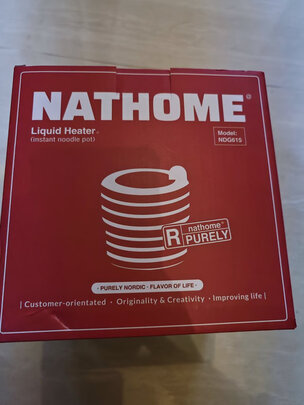 NATHOME®
Liquid Heater
(instant noodle pot)
Model:
NDG61S
R
nathome®
PURELY
· PURELY NORDIC · FLAVOR OF LIFE ·
| Customer-orientated · Originality & Creativity · Improving life |